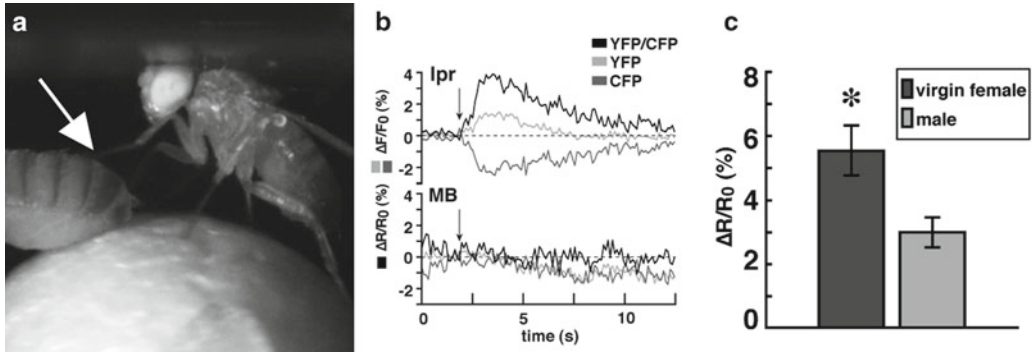 a
b
lpr
YFP/CFP
YFP
CFP
ΔF/F0 (%)
4
2
0
-2
MB
ΔR/R0 (%)
4
2
0
-2
0
5
10
time (s)
c
ΔR/R0 (%)
8
6
4
2
0
*
virgin female
male